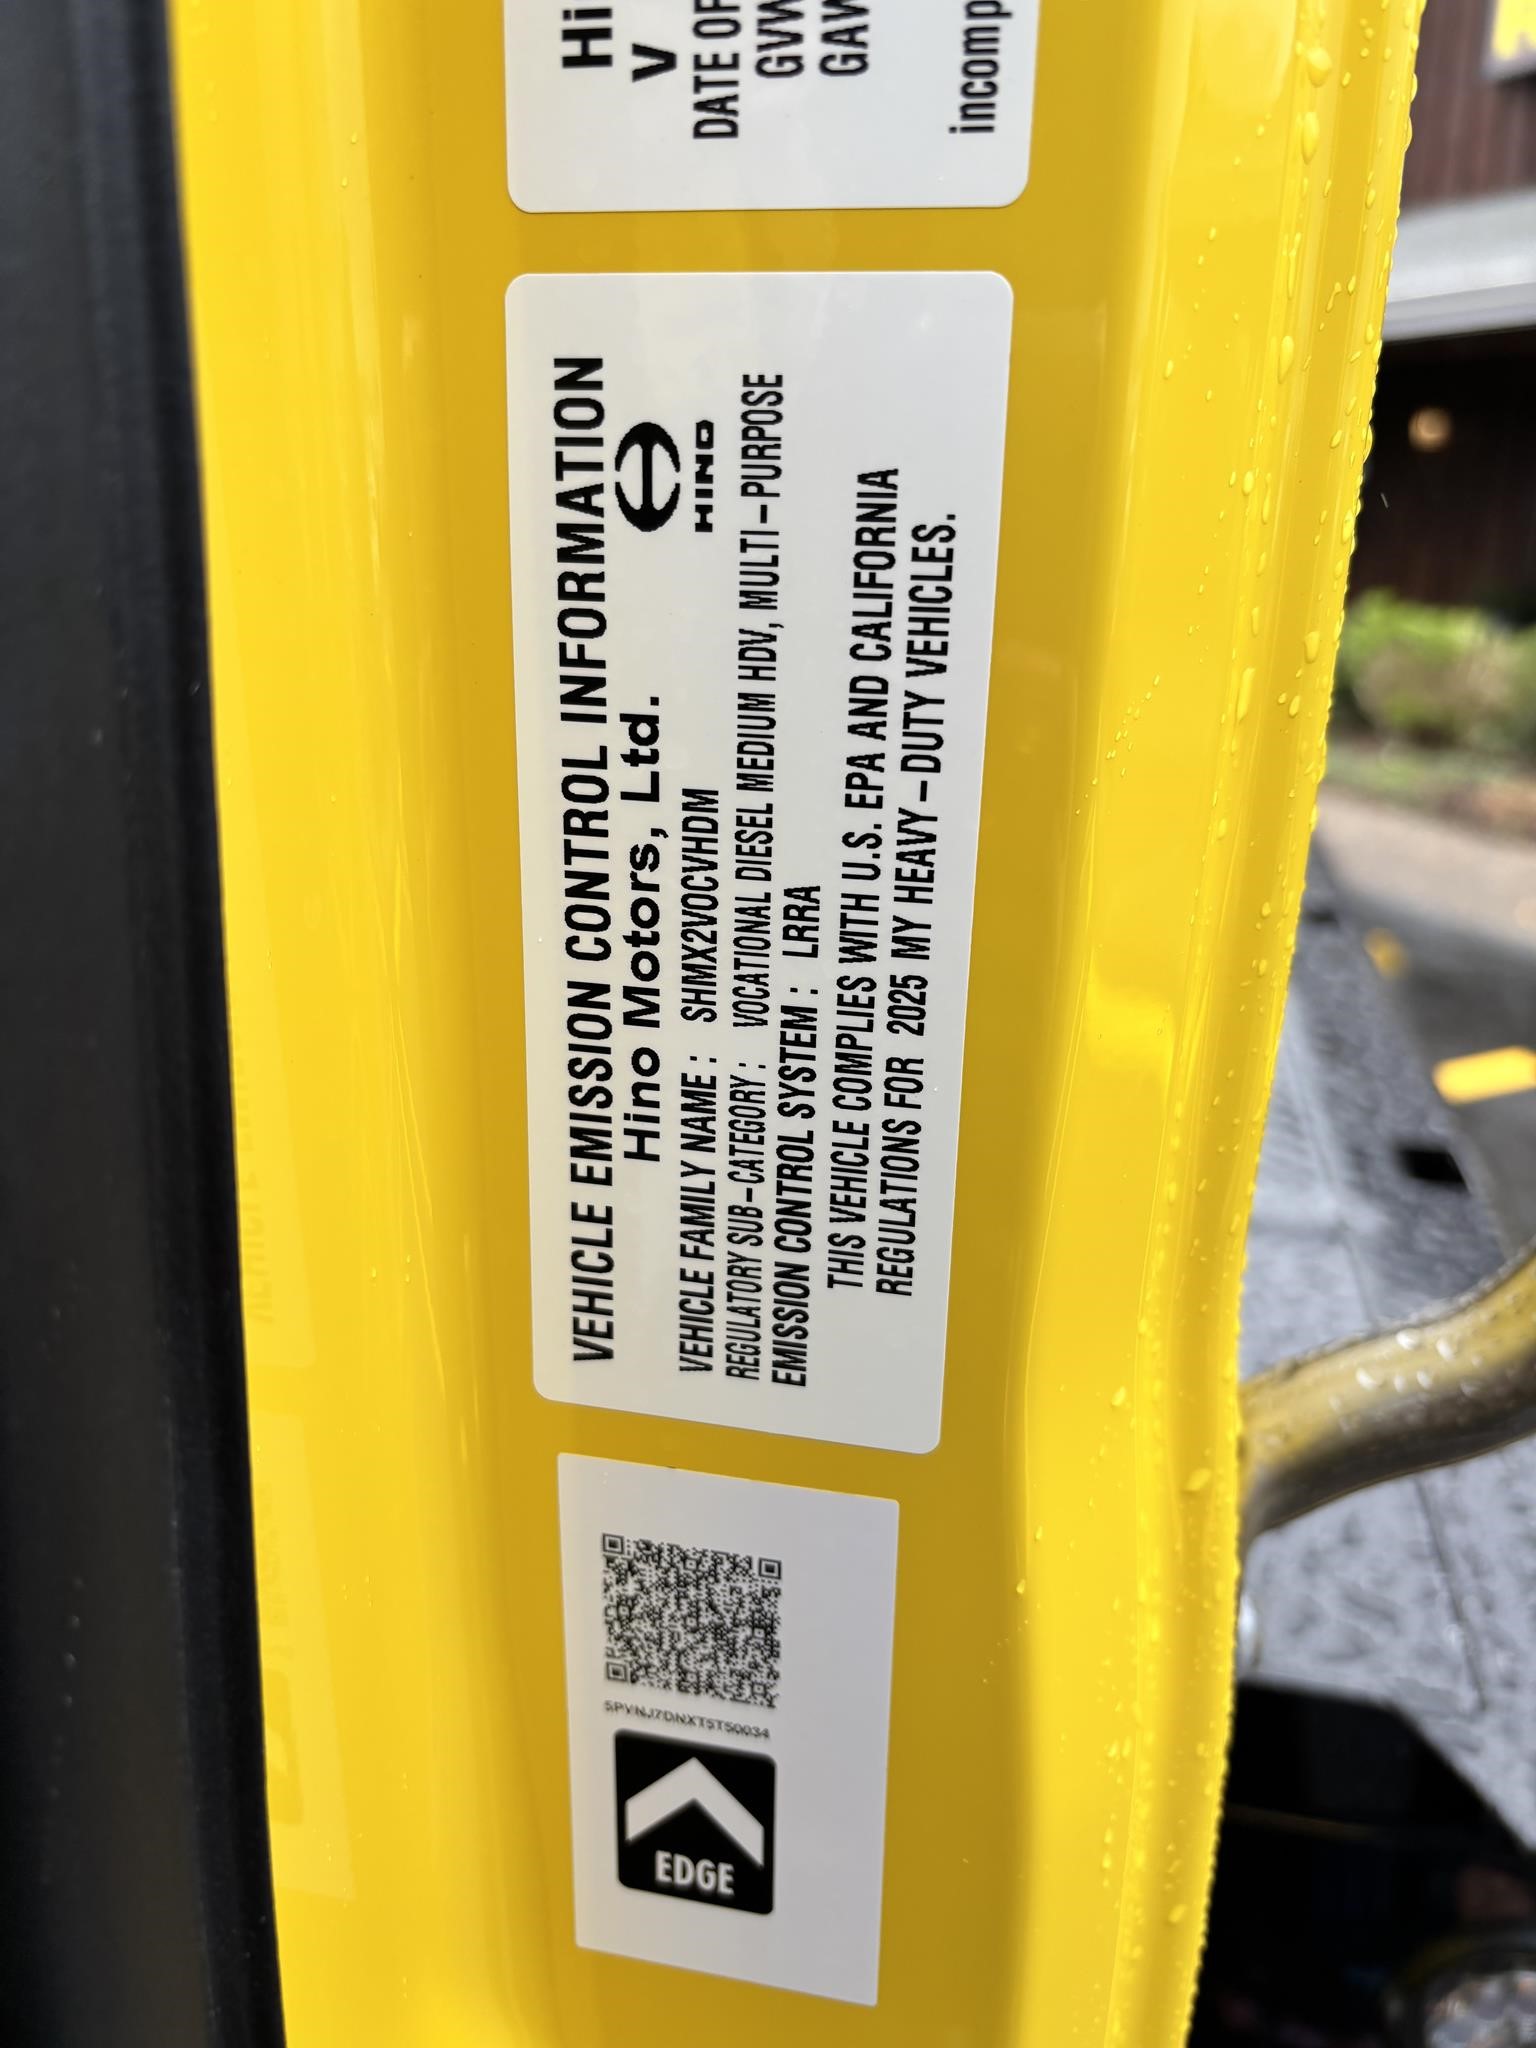 Hi
V
DATE OF
GVW
GAW
incomp
VEHICLE EMISSION CONTROL INFORMATION
Hino Motors, Ltd.
HINO
VEHICLE FAMILY NAME : SHMX2VOCVHDM
REGULATORY SUB-CATEGORY : VOCATIONAL DIESEL MEDIUM HDV, MULTI-PURPOSE
EMISSION CONTROL SYSTEM : LRRA
THIS VEHICLE COMPLIES WITH U.S. EPA AND CALIFORNIA
REGULATIONS FOR 2025 MY HEAVY-DUTY VEHICLES.
5PVNJ7DNXT5T50034
EDGE